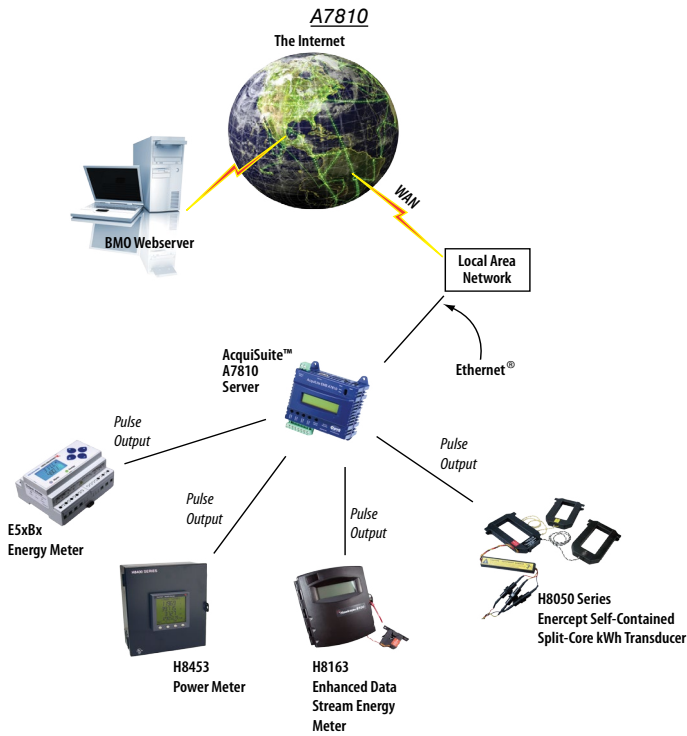 A7810
The Internet
WAN
BMO Webserver
Local Area
Network
AcquiSuite™
A7810
Server
Ethernet®
Pulse
Output
Pulse
Output
Pulse
Output
Pulse
Output
E5xBx
Energy Meter
H8453
Power Meter
H8163
Enhanced Data
Stream Energy
Meter
H8050 Series
Enercept Self-Contained
Split-Core kWh Transducer